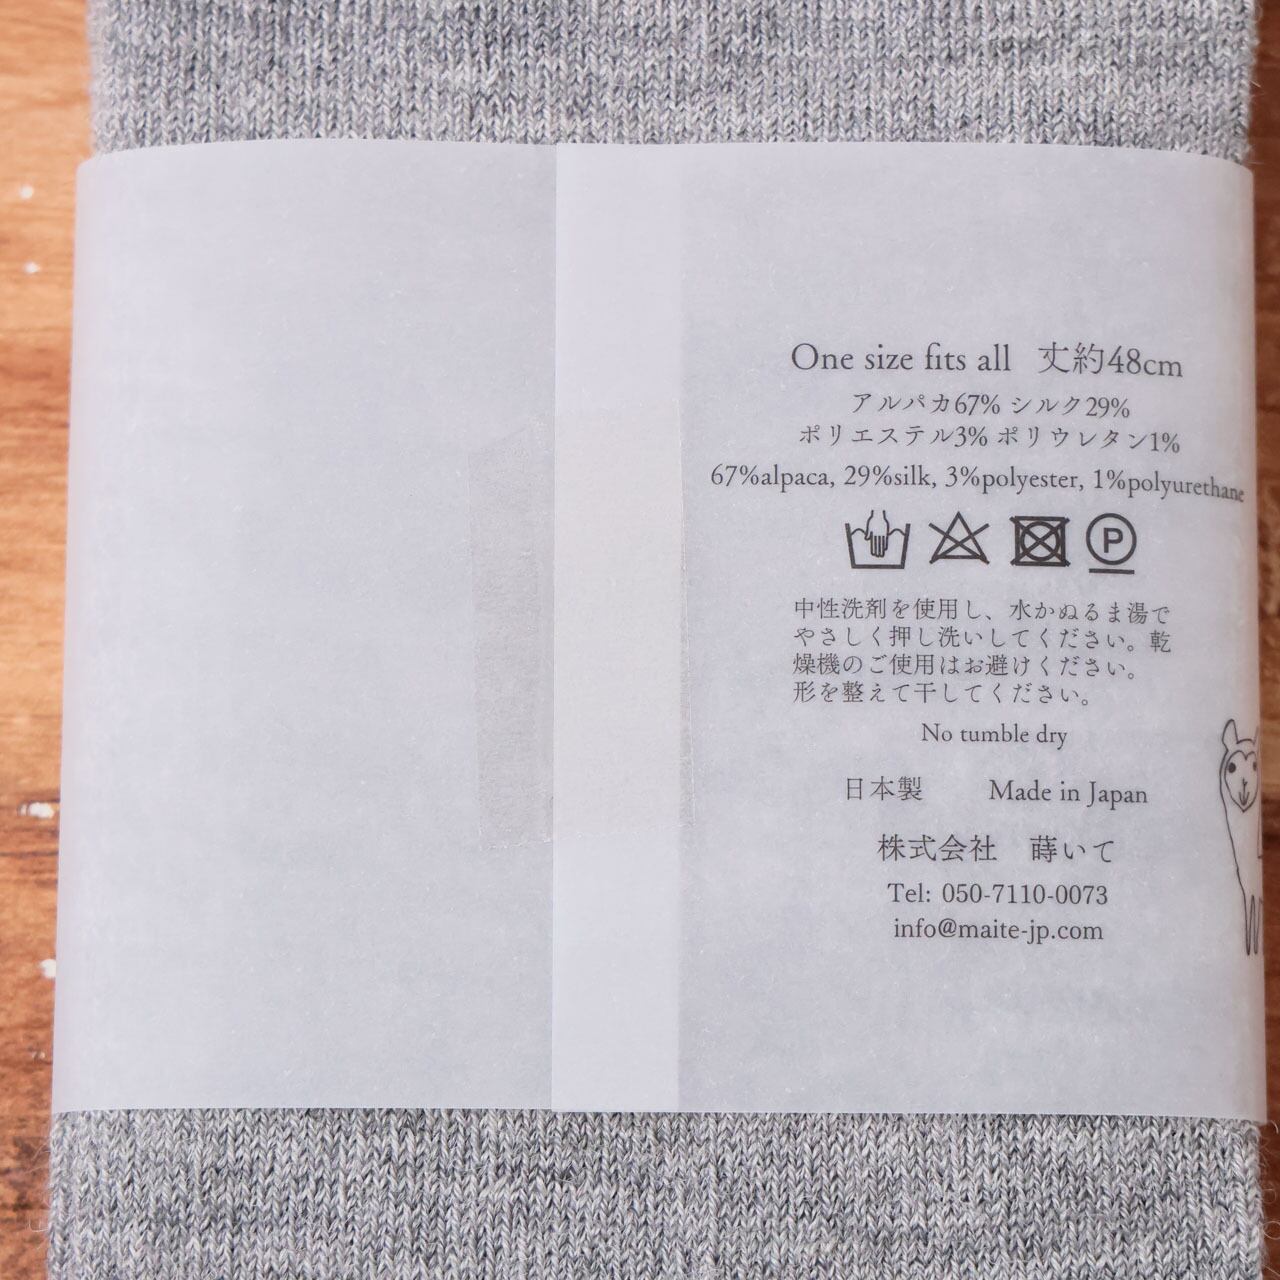 One size fits all 丈約48cm
アルパカ67% シルク29%
ポリエステル3% ポリウレタン1%
67%alpaca, 29%silk, 3%polyester, 1%polyurethane
P
中性洗剤を使用し、水かぬるま湯で
やさしく押し洗いしてください。乾
燥機のご使用はお避けください。
形を整えて干してください。
No tumble dry
日本製 Made in Japan
株式会社 蒔いて
Tel: 050-7110-0073
info@maite-jp.com